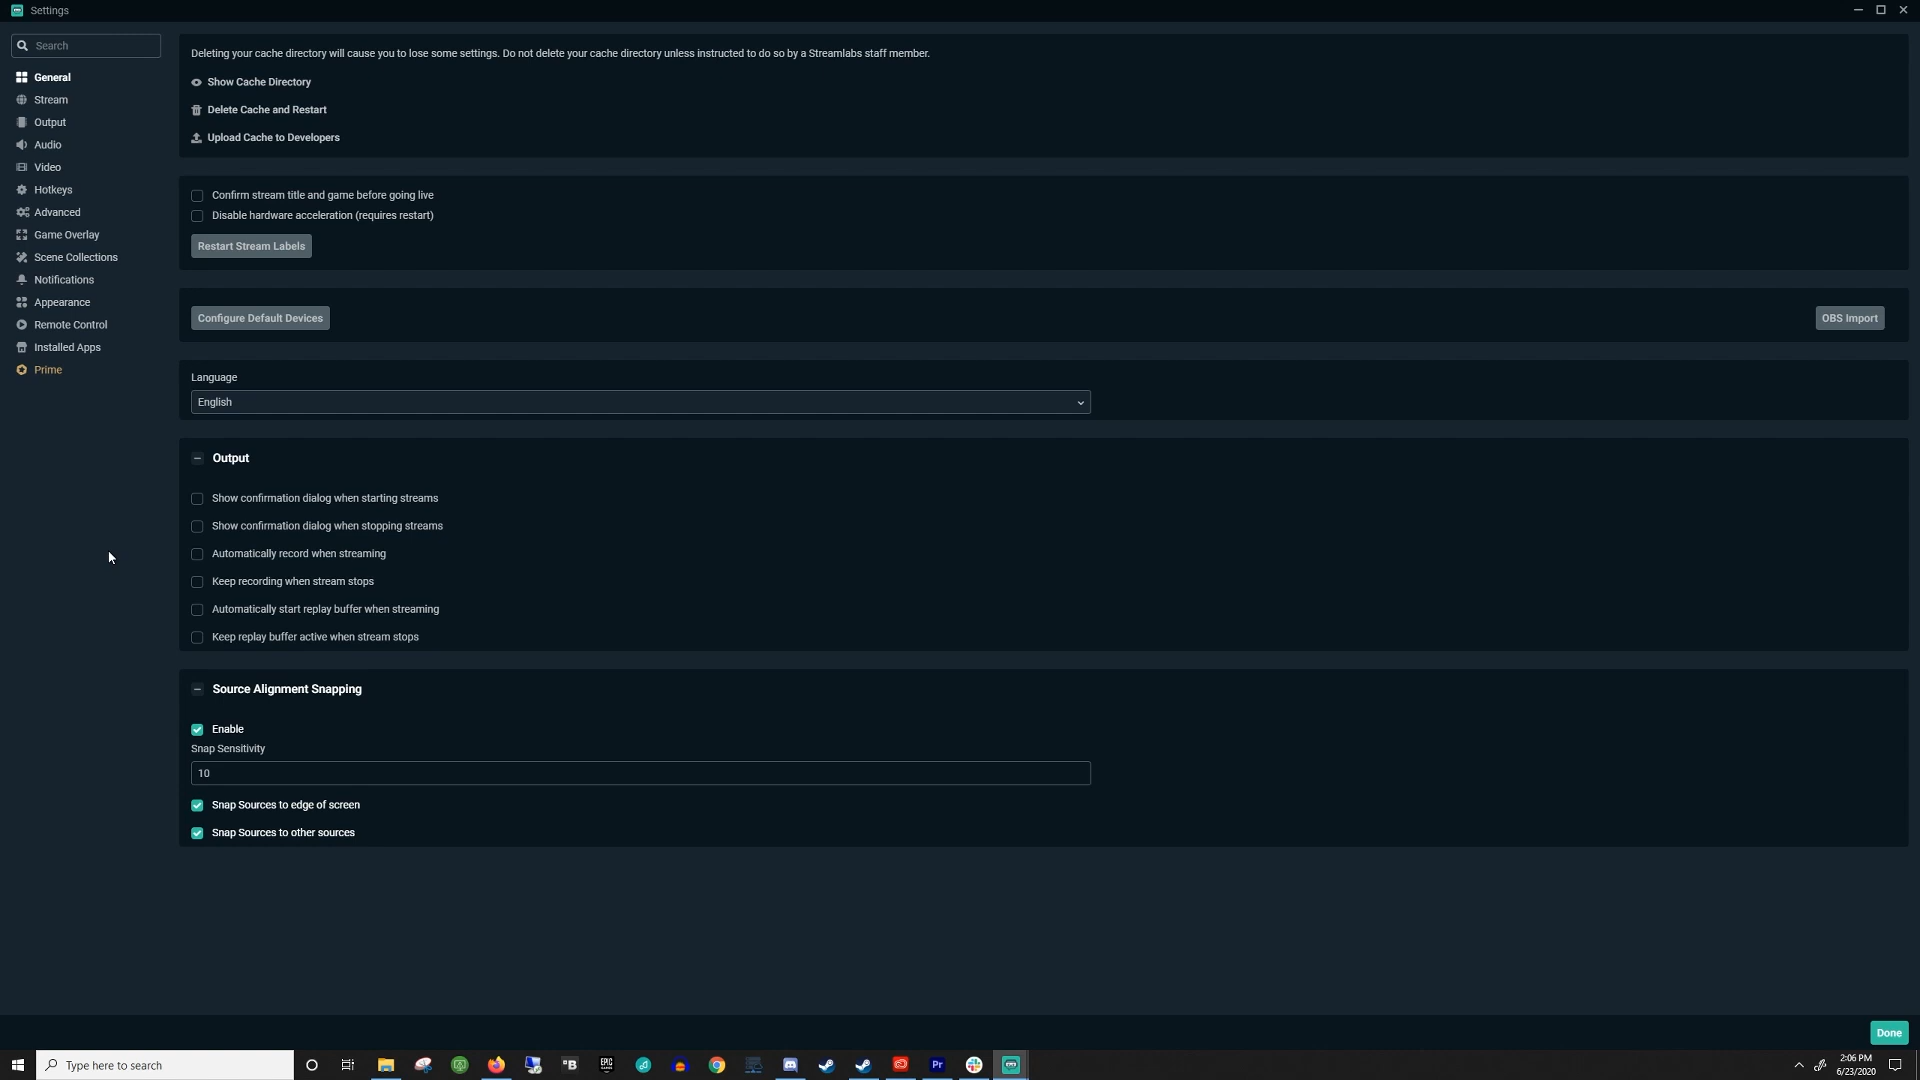 Settings
Search
General
Stream
Output
Audio
Video
Hotkeys
Advanced
Game Overlay
Scene Collections
Notifications
Appearance
Remote Control
Installed Apps
Prime
Deleting your cache directory will cause you to lose some settings. Do not delete your cache directory unless instructed to do so by a Streamlabs staff member.
Show Cache Directory
Delete Cache and Restart
Upload Cache to Developers
Confirm stream title and game before going live
Disable hardware acceleration (requires restart)
Restart Stream Labels
Configure Default Devices
OBS Import
Language
English
Output
Show confirmation dialog when starting streams
Show confirmation dialog when stopping streams
Automatically record when streaming
Keep recording when stream stops
Automatically start replay buffer when streaming
Keep replay buffer active when stream stops
Source Alignment Snapping
Enable
Snap Sensitivity
10
Snap Sources to edge of screen
Snap Sources to other sources
Done
Type here to search
B
EPIC
Pr
2:06 PM
6/23/2020